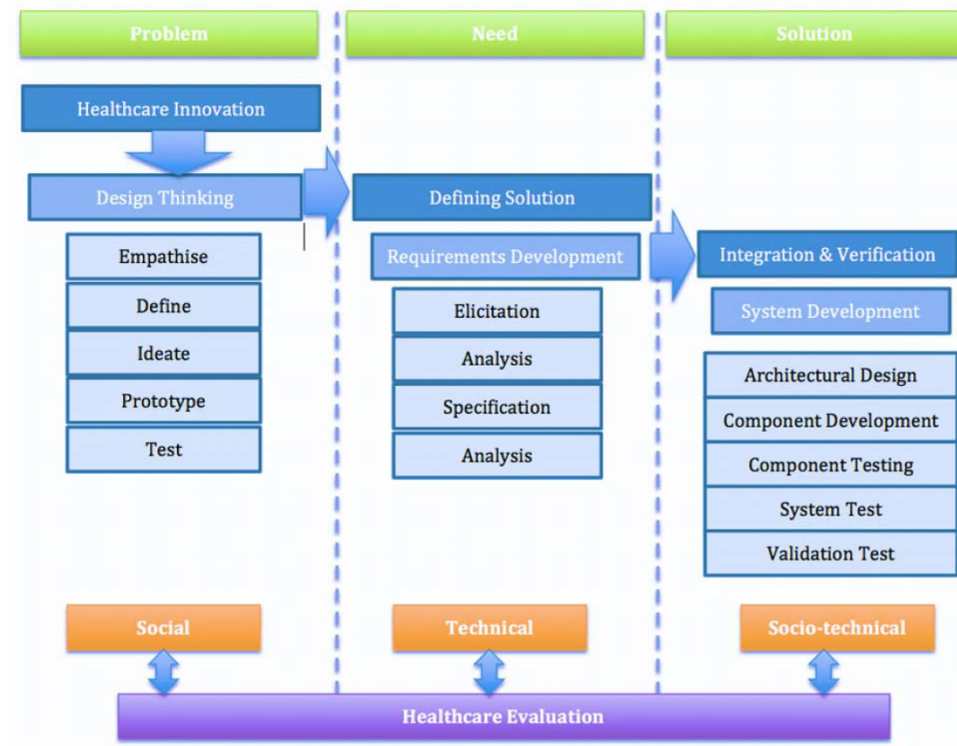 Problem
Need
Solution
Healthcare Innovation
Design Thinking
Empathise
Define
Ideate
Prototype
Test
Defining Solution
Requirements Development
Elicitation
Analysis
Specification
Analysis
Integration & Verification
System Development
Architectural Design
Component Development
Component Testing
System Test
Validation Test
Social
Technical
Socio-technical
Healthcare Evaluation